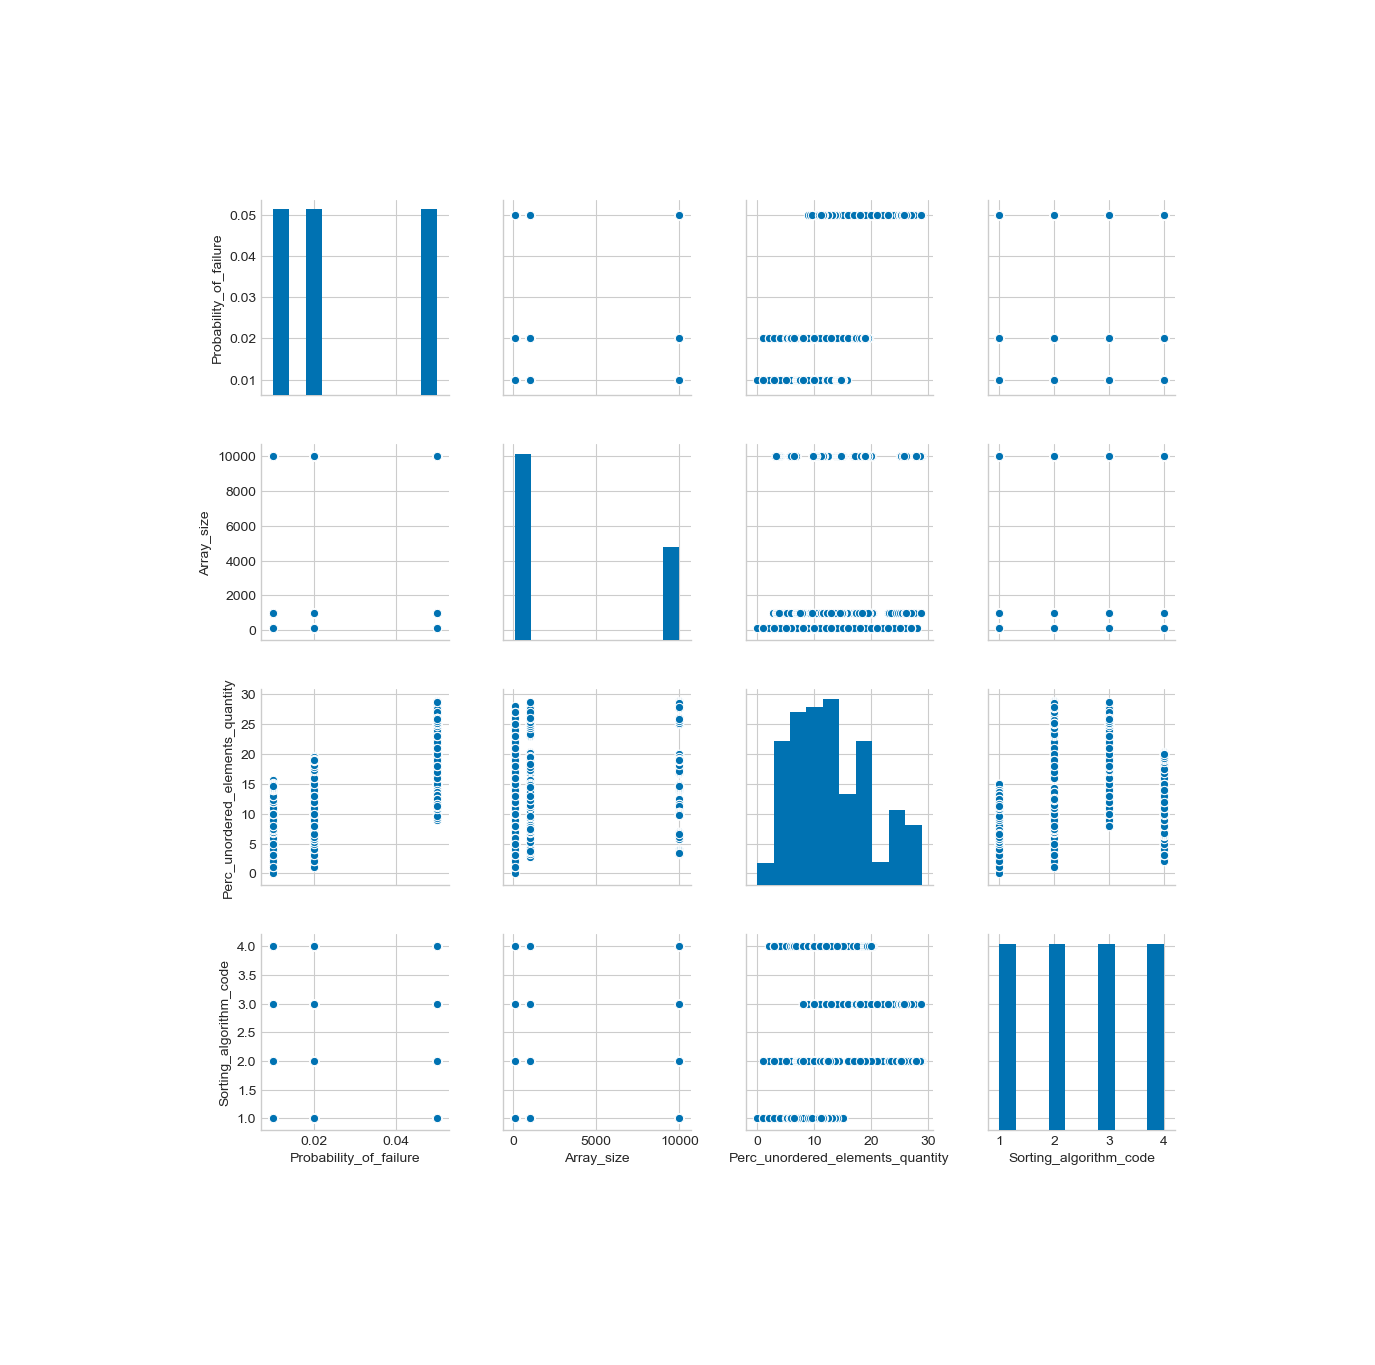 Probability_of_failure
0.05
0.04
0.03
0.02
0.01
Array_size
10000
8000
6000
4000
2000
0
Perc_unordered_elements_quantity
30
25
20
15
10
5
0
Sorting_algorithm_code
4.0
3.5
3.0
2.5
2.0
1.5
1.0
0.02 0.04
Probability_of_failure
0 5000 10000
Array_size
0 10 20 30
Perc_unordered_elements_quantity
1 2 3 4
Sorting_algorithm_code